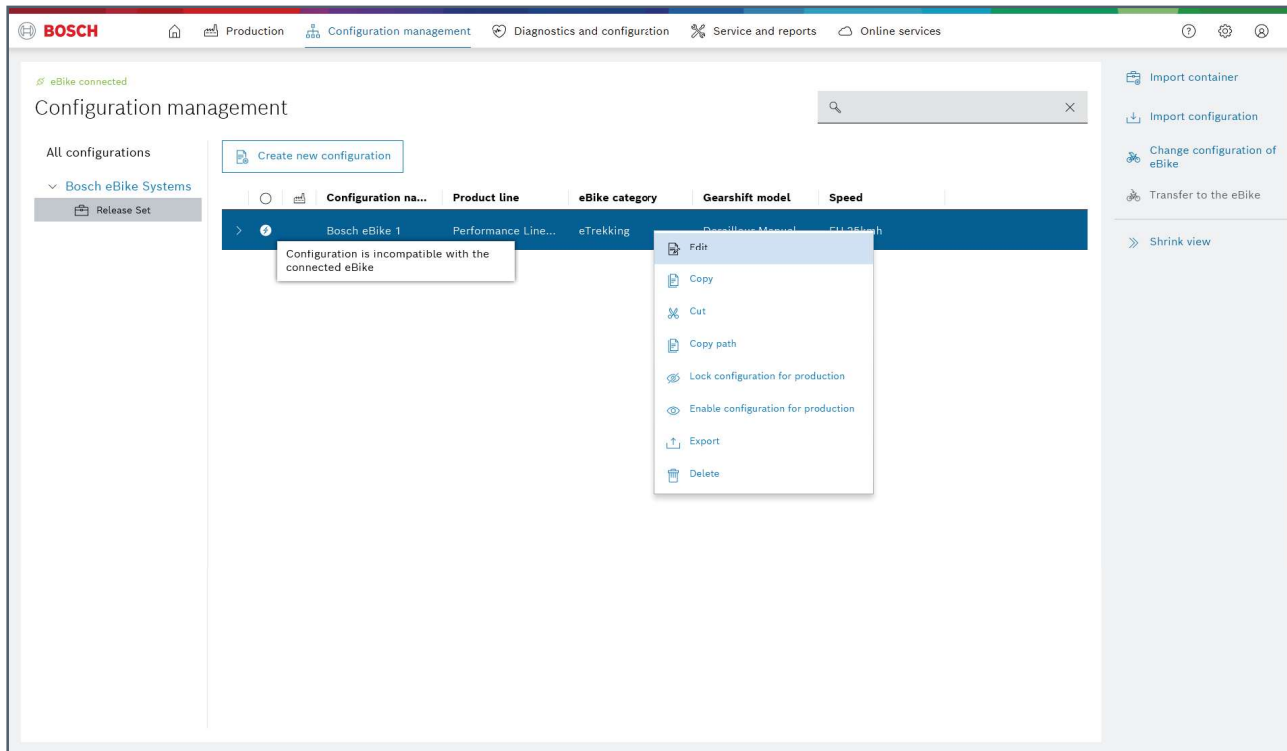 BOSCH
Production
Configuration management
Diagnostics and configuration
Service and reports
Online services
eBike connected
Configuration management
All configurations
Bosch eBike Systems
Release Set
Create new configuration
Configuration na...
Product line
eBike category
Gearshift model
Speed
Bosch eBike 1
Performance Line...
eTrekking
Derailleur Manual
EU 25kmh
Configuration is incompatible with the
connected eBike
Edit
Copy
Cut
Copy path
Lock configuration for production
Enable configuration for production
Export
Delete
Import container
Import configuration
Change configuration of
eBike
Transfer to the eBike
Shrink view